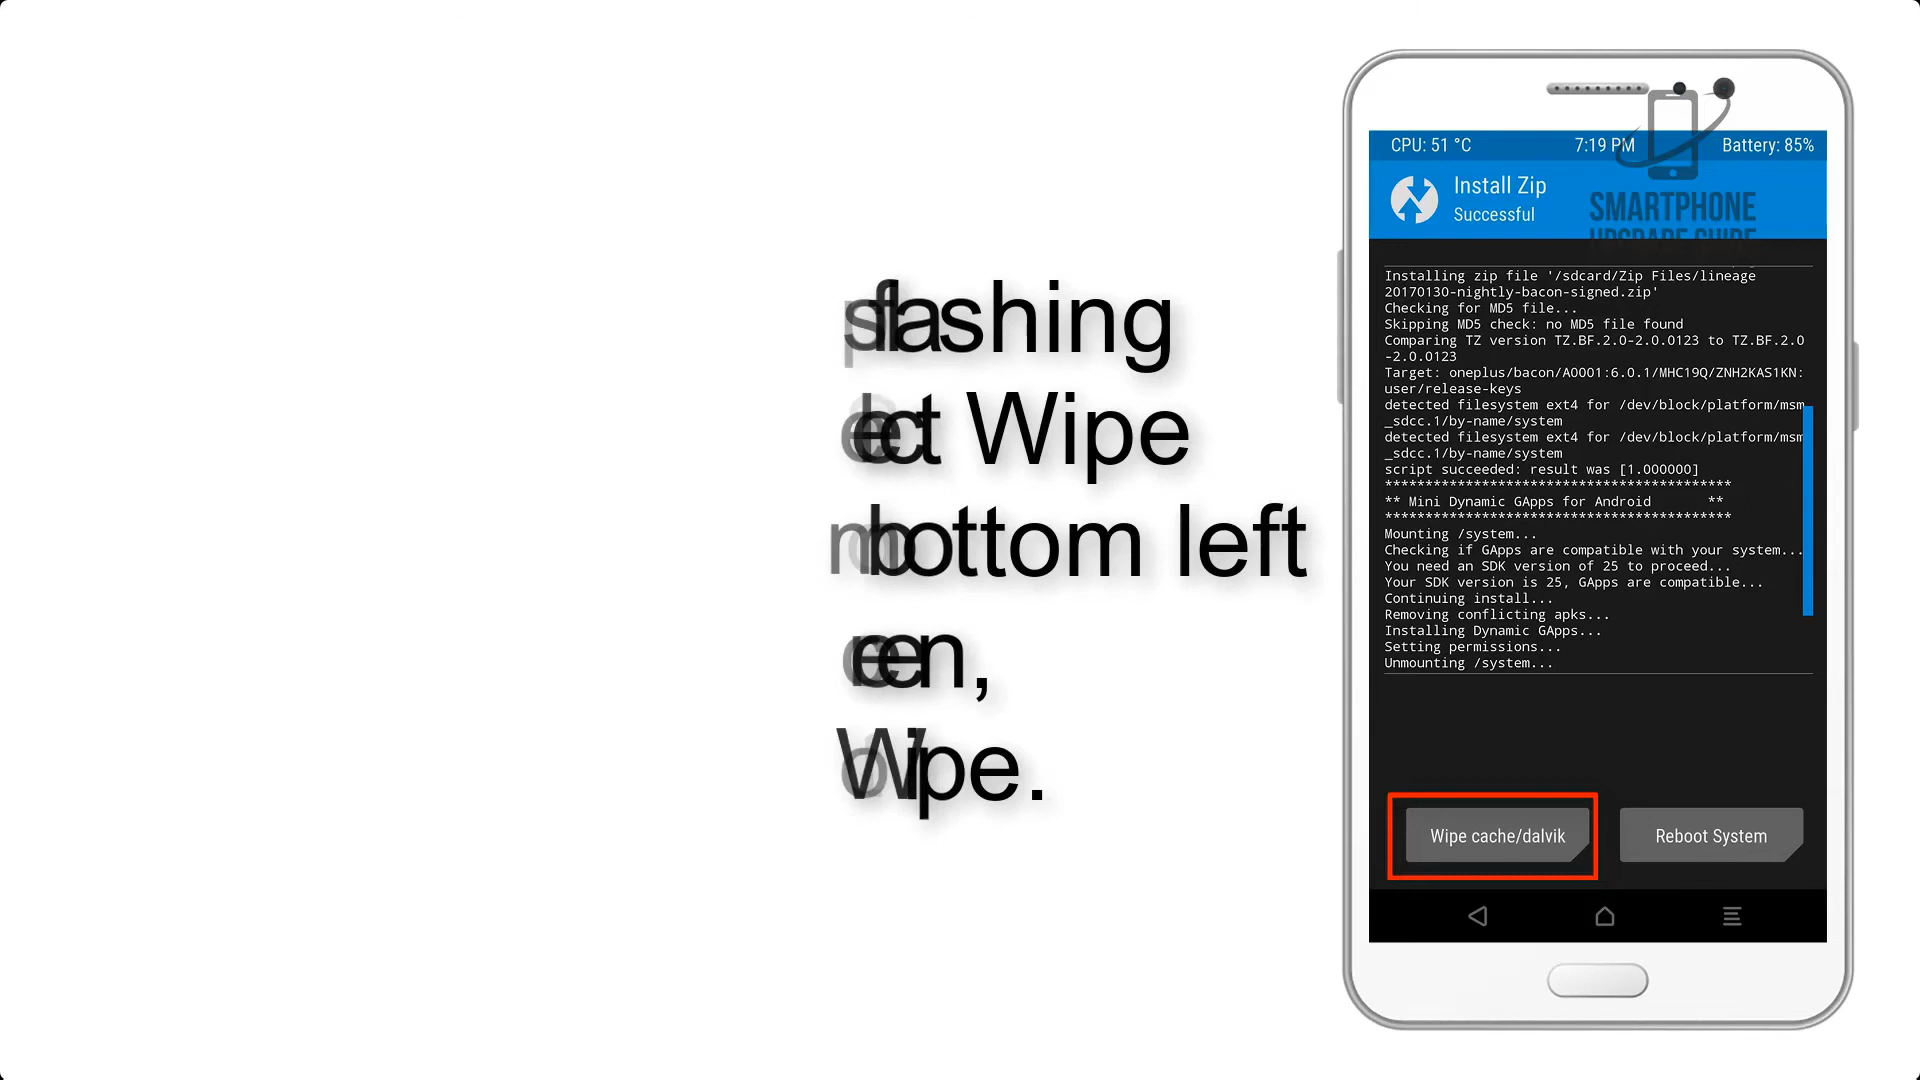 flashing
Wipe
bottom left
Wipe.
CPU: 51 °C 7:19 PM Battery: 85%
Install Zip
Successful
SMARTPHONE
UPGRADE GUIDE
Installing zip file '/sdcard/Zip Files/lineage
20170130-nightly-bacon-signed.zip'
Checking for MD5 file...
Skipping MD5 check: no MD5 file found
Comparing TZ version TZ.BF.2.0-2.0.0123 to TZ.BF.2.0
-2.0.0123
Target: oneplus/bacon/A0001:6.0.1/MHC19Q/ZNH2KAS1KN:
user/release-keys
detected filesystem ext4 for /dev/block/platform/msm
_sdcc.1/by-name/system
detected filesystem ext4 for /dev/block/platform/msm
_sdcc.1/by-name/system
script succeeded: result was [1.000000]
*******************************************
** Mini Dynamic GApps for Android **
*******************************************
Mounting /system...
Checking if GApps are compatible with your system...
You need an SDK version of 25 to proceed...
Your SDK version is 25, GApps are compatible...
Continuing install...
Removing conflicting apks...
Installing Dynamic GApps...
Setting permissions...
Unmounting /system...
Wipe cache/dalvik Reboot System